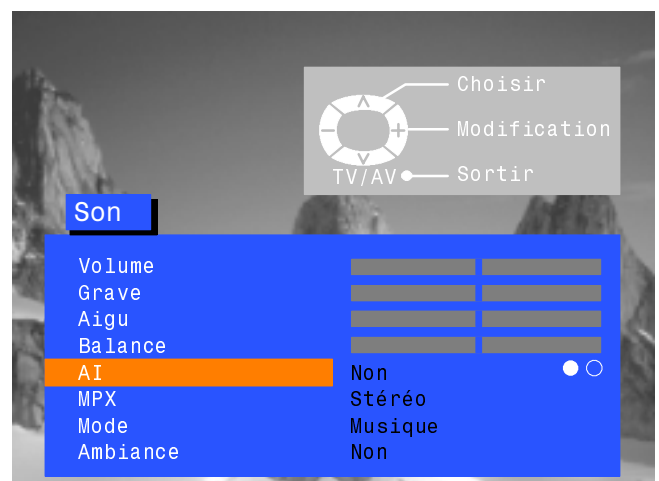 Choisir
Modification
TV/AV Sortir
Son
Volume
Grave
Aigu
Balance
AI Non
MPX Stéréo
Mode Musique
Ambiance Non